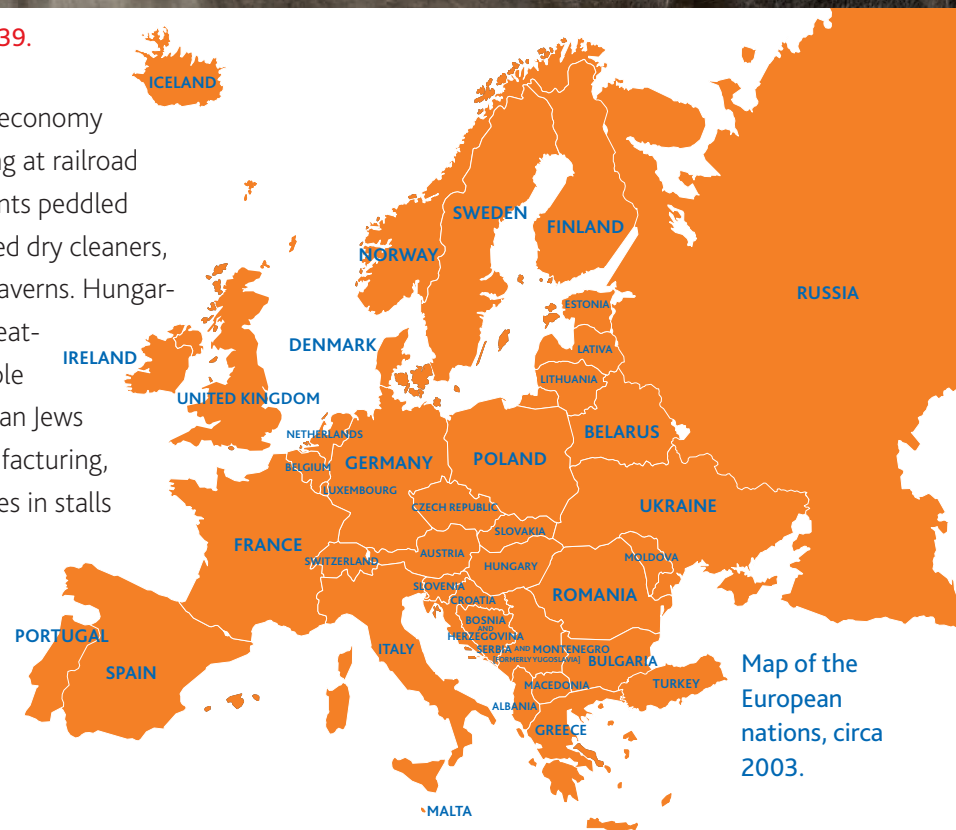 39.
economy
g at railroad
nts peddled
ed dry cleaners,
averns. Hungar-
eat-
ole
an Jews
facturing,
es in stalls
ICELAND
SWEDEN
FINLAND
NORWAY
RUSSIA
ESTONIA
DENMARK
LATIVA
IRELAND
LITHUANIA
UNITED KINGDOM
NETHERLANDS
BELARUS
BELGIUM
GERMANY
POLAND
LUXEMBOURG
CZECH REPUBLIC
UKRAINE
SLOVAKIA
FRANCE
SWITZERLAND
AUSTRIA
HUNGARY
MOLDOVA
SLOVENIA
CROATIA
ROMANIA
BOSNIA
AND
HERZEGOVINA
PORTUGAL
SPAIN
ITALY
SERBIA AND MONTENEGRO
[FORMERLY YUGOSLAVIA]
BULGARIA
MACEDONIA
TURKEY
ALBANIA
GREECE
MALTA
Map of the
European
nations, circa
2003.